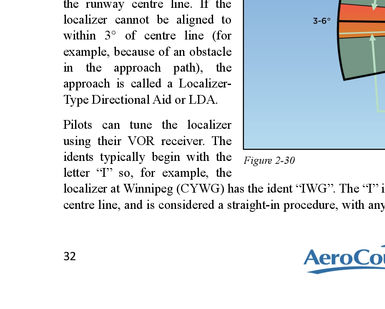 the runway centre line. If the
localizer cannot be aligned to
within 3° of centre line (for
example, because of an obstacle
in the approach path), the
approach is called a Localizer-
Type Directional Aid or LDA.
3-6°
Pilots can tune the localizer
using their VOR receiver. The
idents typically begin with the
letter “I” so, for example, the
Figure 2-30
localizer at Winnipeg (CYWG) has the ident “IWG”. The “I” i
centre line, and is considered a straight-in procedure, with any
32
AeroCou